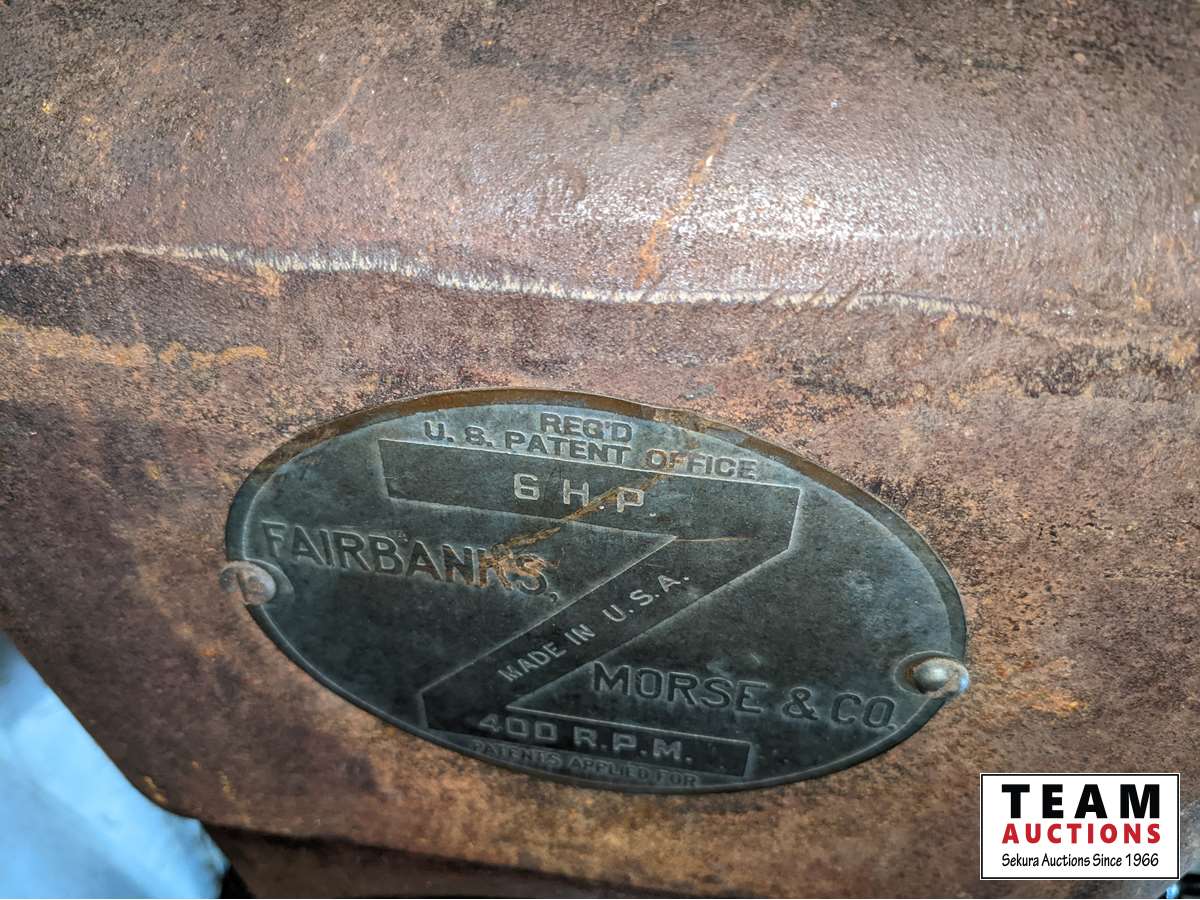 REG'D
U. S. PATENT OFFICE
6 H.P.
FAIRBANKS,
MADE IN U.S.A.
MORSE & CO.
400 R.P.M.
PATENTS APPLIED FOR
TEAM
AUCTIONS
Sekura Auctions Since 1966